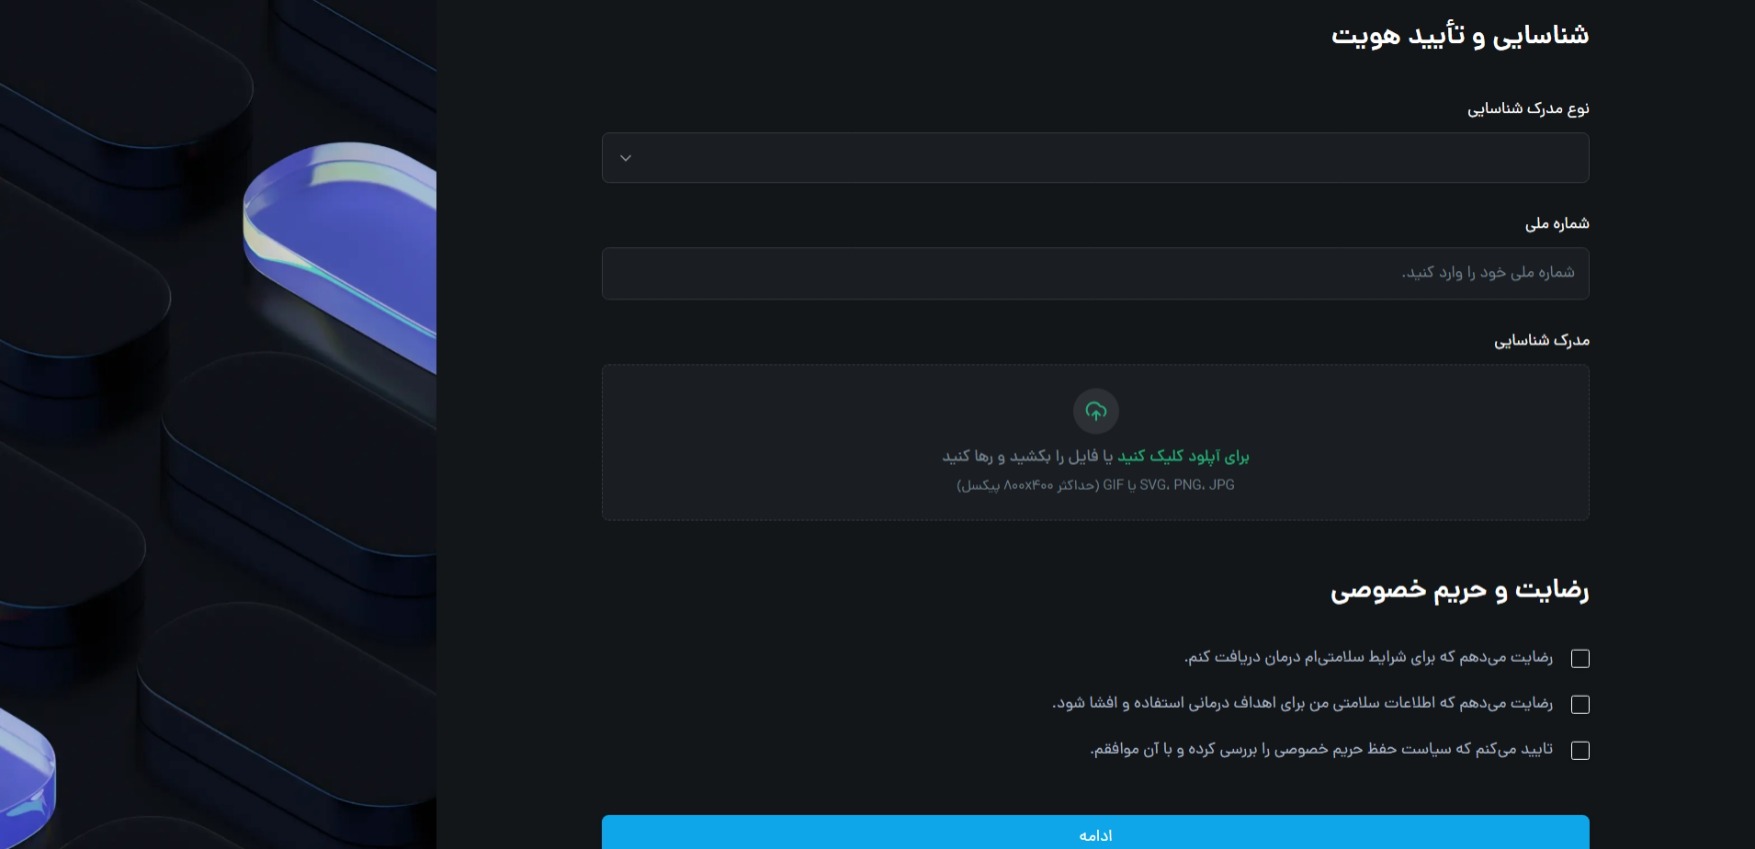 شناسایی و تأیید هویت
نوع مدرک شناسایی
شماره ملی
شماره ملی خود را وارد کنید.
مدرک شناسایی
برای آپلود کلیک کنید یا فایل را بکشید و رها کنید
SVG، PNG، JPG یا GIF (حداکثر ۸۰۰x۴۰۰ پیکسل)
رضایت و حریم خصوصی
رضایت می‌دهم که برای شرایط سلامتی‌ام درمان دریافت کنم.
رضایت می‌دهم که اطلاعات سلامتی من برای اهداف درمانی استفاده و افشا شود.
تایید می‌کنم که سیاست حفظ حریم خصوصی را بررسی کرده و با آن موافقم.
ادامه